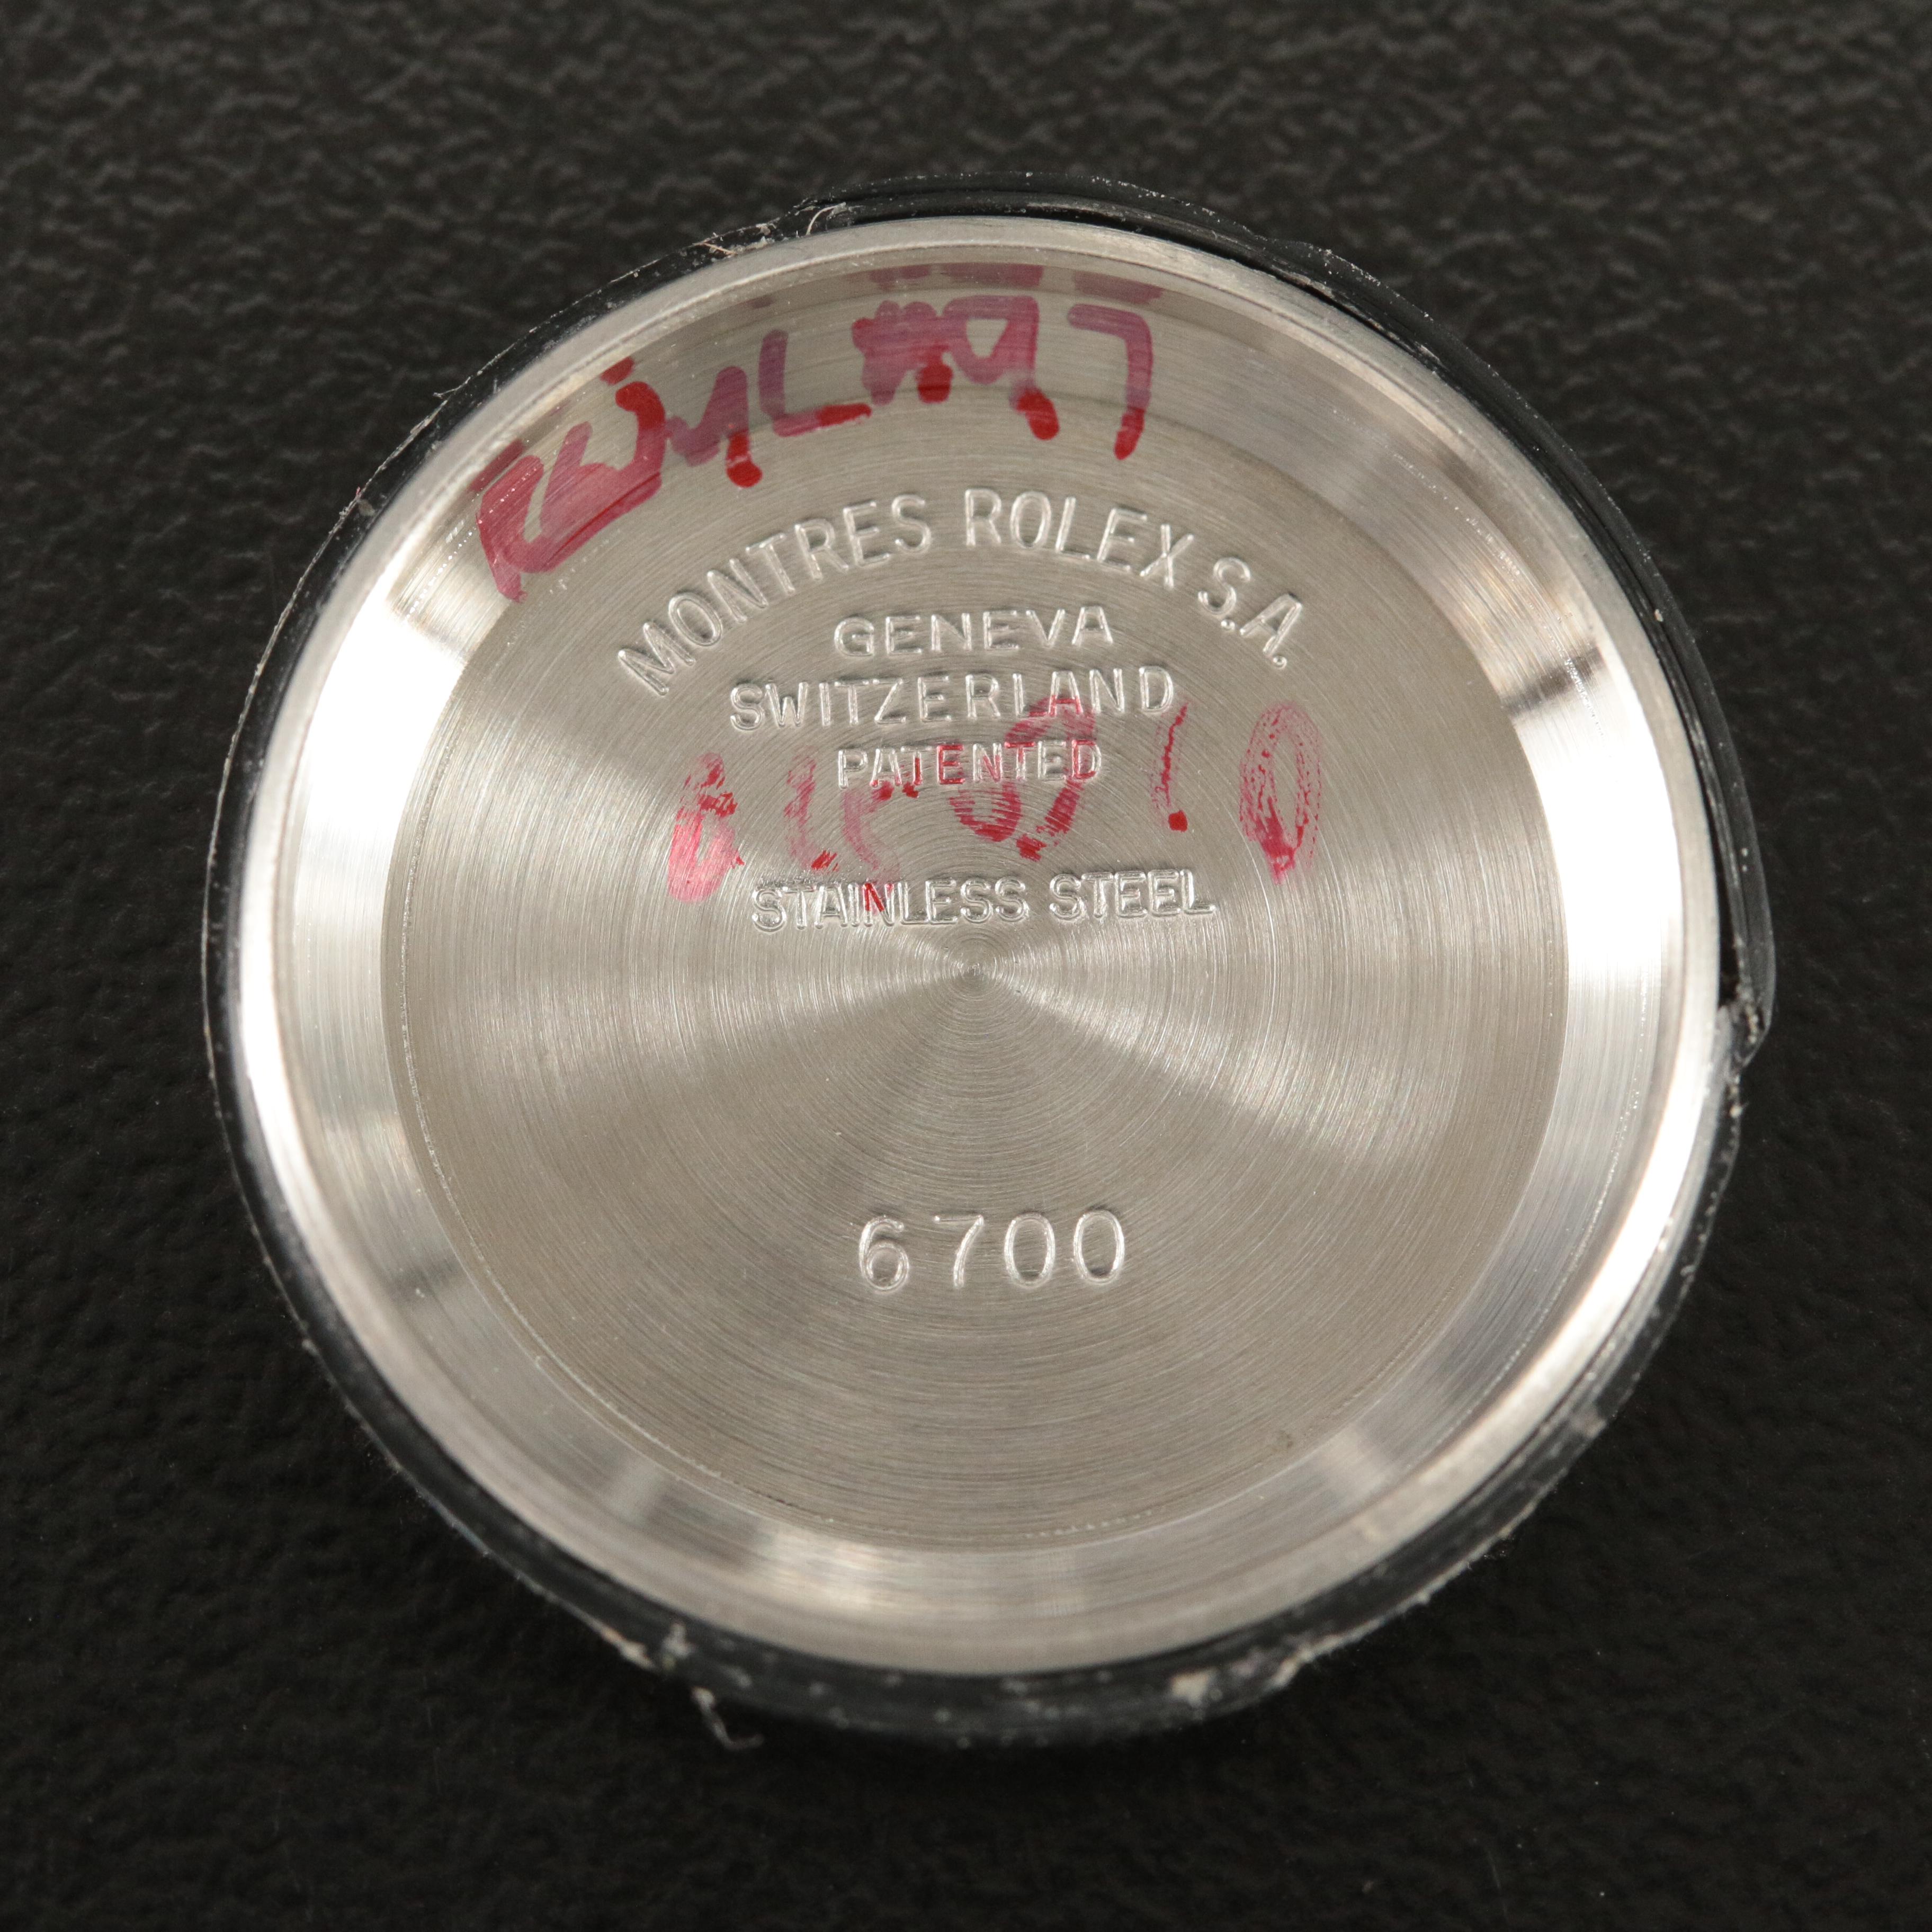 MONTRES ROLEX S.A.
GENEVA
SWITZERLAND
PATENTED
STAINLESS STEEL
6700